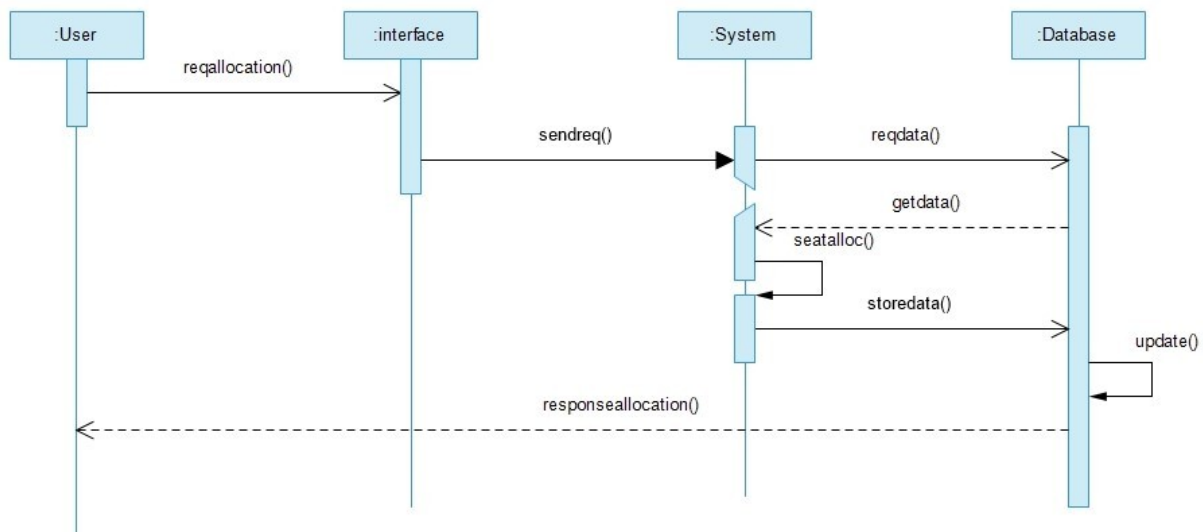 :User
:interface
:System
:Database
reqallocation()
sendreq()
reqdata()
getdata()
seatalloc()
storedata()
update()
responseallocation()